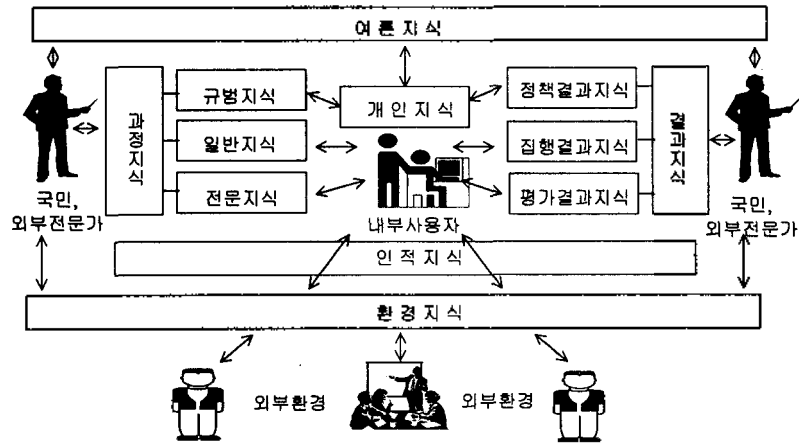 여론지식
규범지식
개인지식
정책결과지식
과정지식
일반지식
집행결과지식
결과지식
전문지식
평가결과지식
국민,
외부전문가
내부사용자
국민,
외부전문가
인적지식
환경지식
외부환경
외부환경